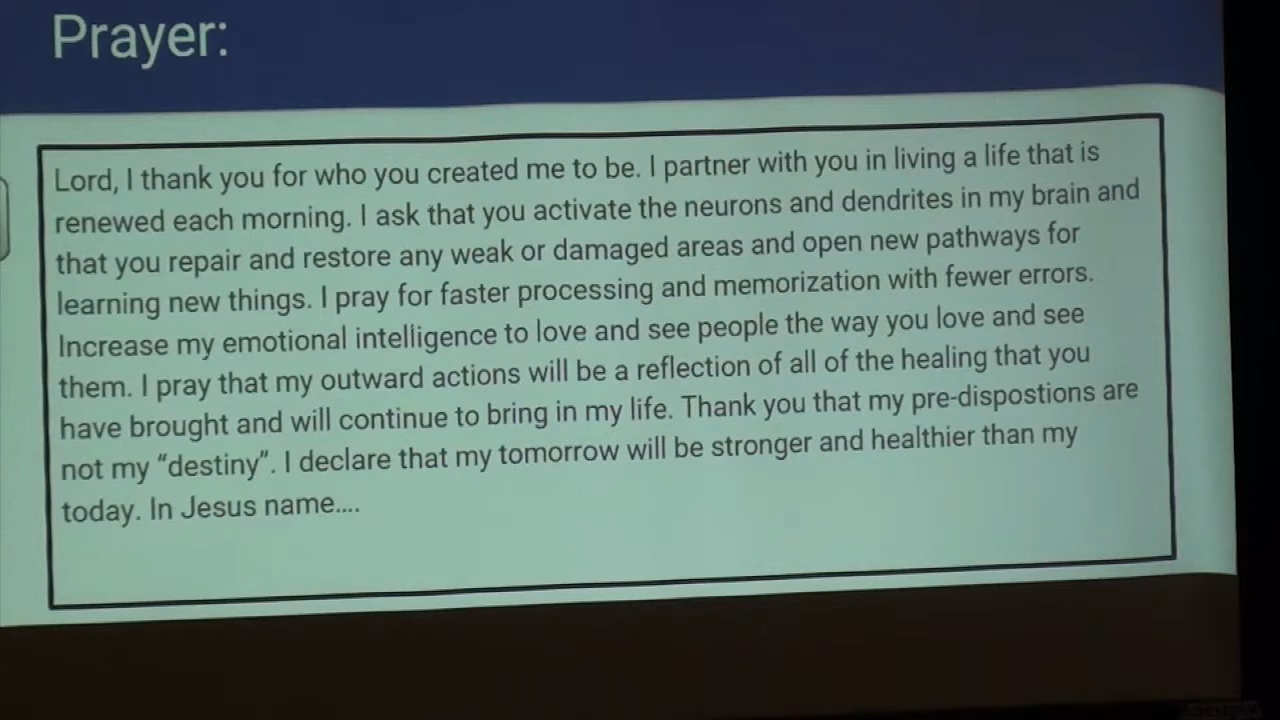 Prayer:
Lord, I thank you for who you created me to be. I partner with you in living a life that is
renewed each morning. I ask that you activate the neurons and dendrites in my brain and
that you repair and restore any weak or damaged areas and open new pathways for
learning new things. I pray for faster processing and memorization with fewer errors.
Increase my emotional intelligence to love and see people the way you love and see
them. I pray that my outward actions will be a reflection of all of the healing that you
have brought and will continue to bring in my life. Thank you that my pre-dispostions are
not my “destiny”. I declare that my tomorrow will be stronger and healthier than my
today. In Jesus name....